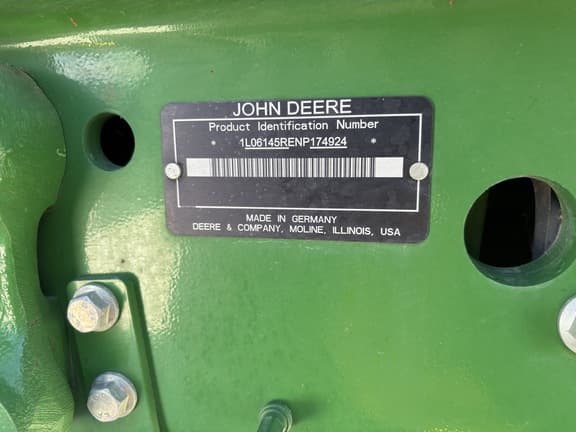 JOHN DEERE
Product Identification Number
* 1L06145RENP174924 *
MADE IN GERMANY
DEERE & COMPANY, MOLINE, ILLINOIS, USA